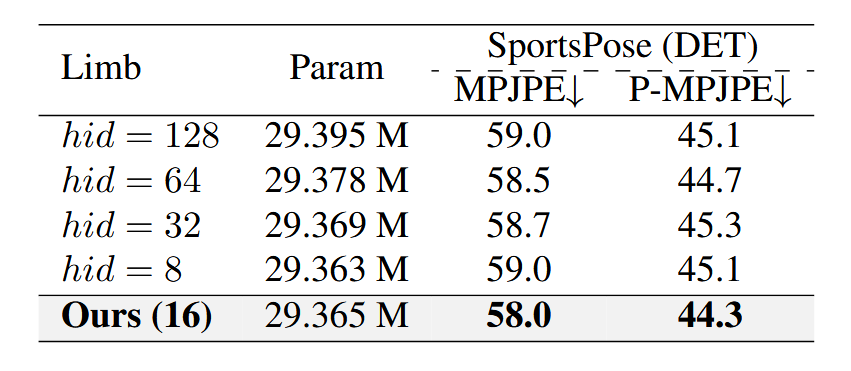 Limb Param SportsPose (DET)
MPJPE↓ P-MPJPE↓
hid = 128 29.395 M 59.0 45.1
hid = 64 29.378 M 58.5 44.7
hid = 32 29.369 M 58.7 45.3
hid = 8 29.363 M 59.0 45.1
Ours (16) 29.365 M 58.0 44.3